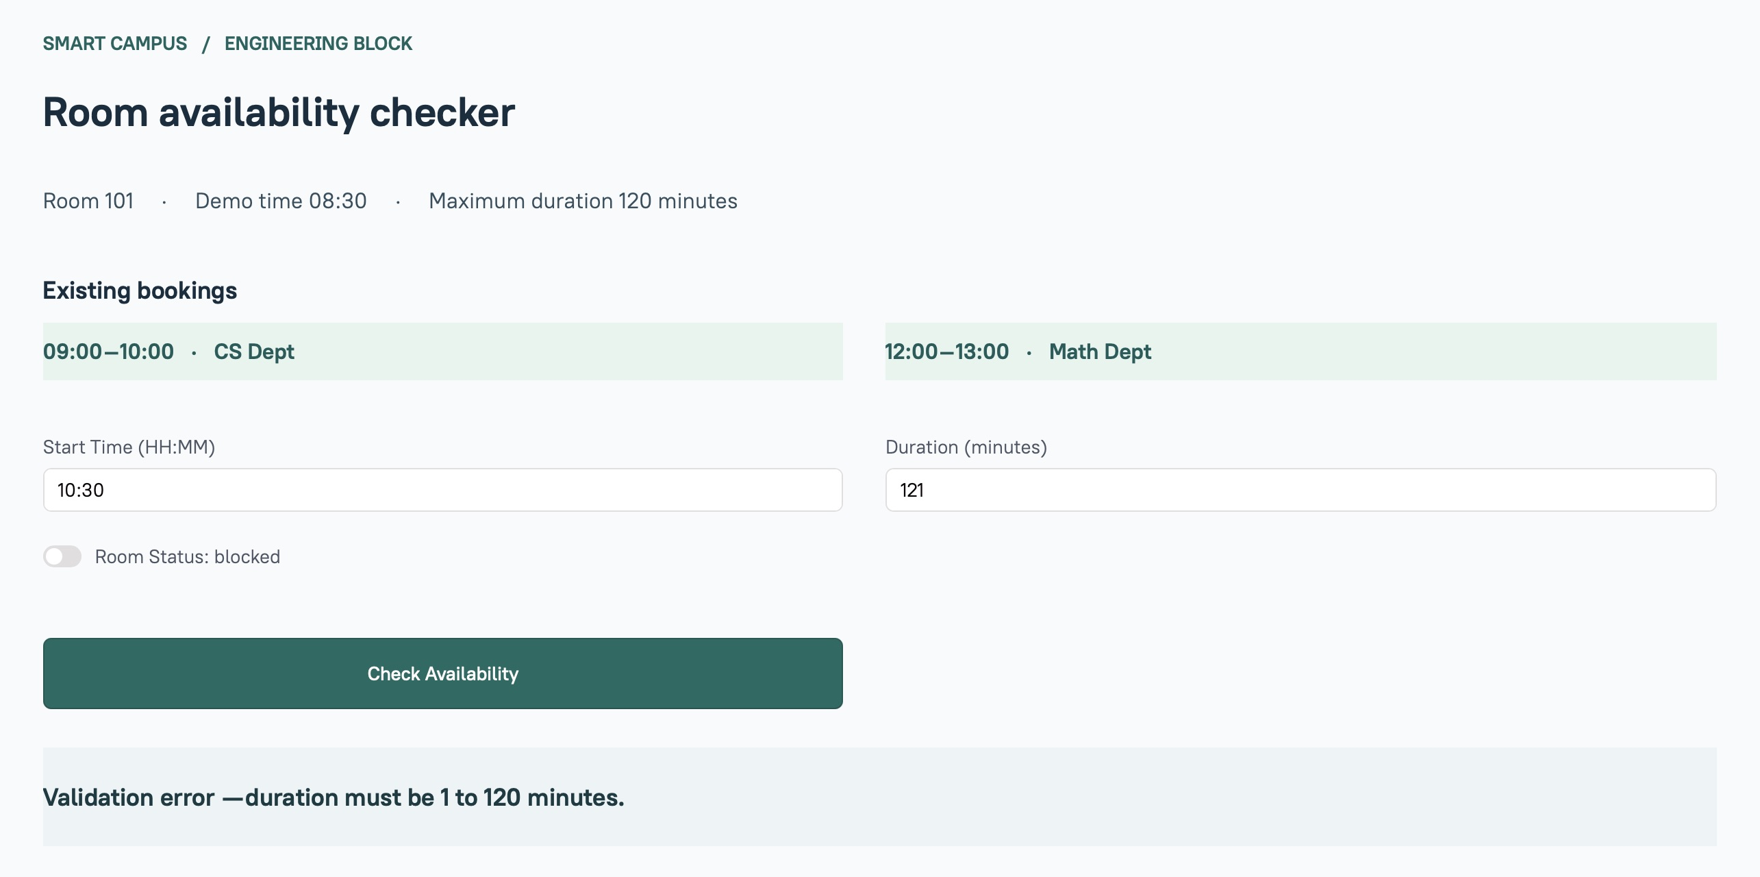 SMART CAMPUS / ENGINEERING BLOCK
Room availability checker
Room 101 · Demo time 08:30 · Maximum duration 120 minutes
Existing bookings
09:00–10:00 · CS Dept
12:00–13:00 · Math Dept
Start Time (HH:MM)
Duration (minutes)
10:30
121
Room Status: blocked
Check Availability
Validation error —duration must be 1 to 120 minutes.